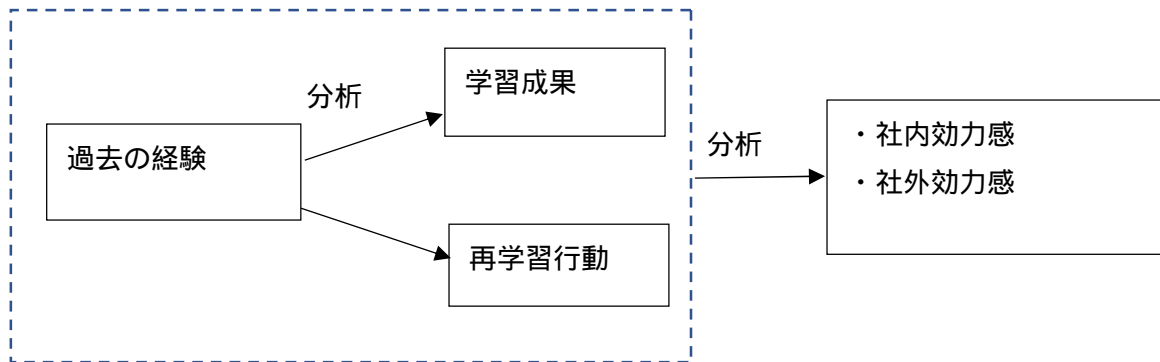 過去の経験
分析
学習成果
再学習行動
分析
・社内効力感
・社外効力感